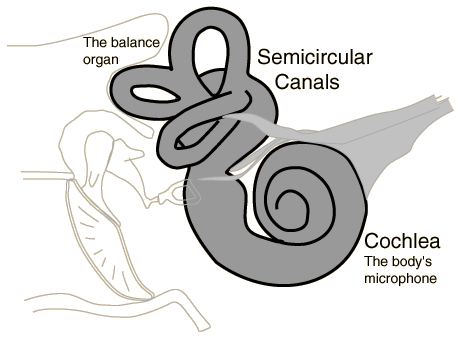 The balance
organ
Semicircular
Canals
Cochlea
The body's
microphone